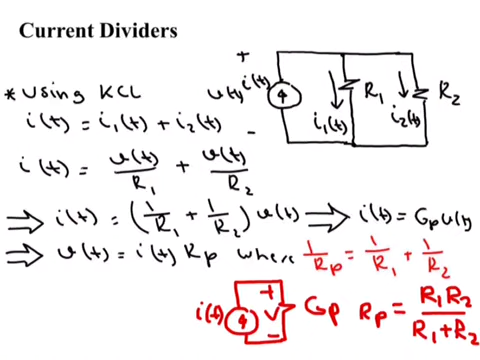 Current Dividers
+
* Using KCL
v(t) i(t) R₁ R₂
i(t) = i₁(t) + i₂(t)
- i₁(t) i₂(t)
i(t) = v(t)/R₁ + v(t)/R₂
⇒ i(t) = (1/R₁ + 1/R₂) v(t) ⇒ i(t) = Gp v(t)
⇒ v(t) = i(t) Rp where 1/Rp = 1/R₁ + 1/R₂
i(t) + v - Gp Rp = R₁R₂/(R₁+R₂)